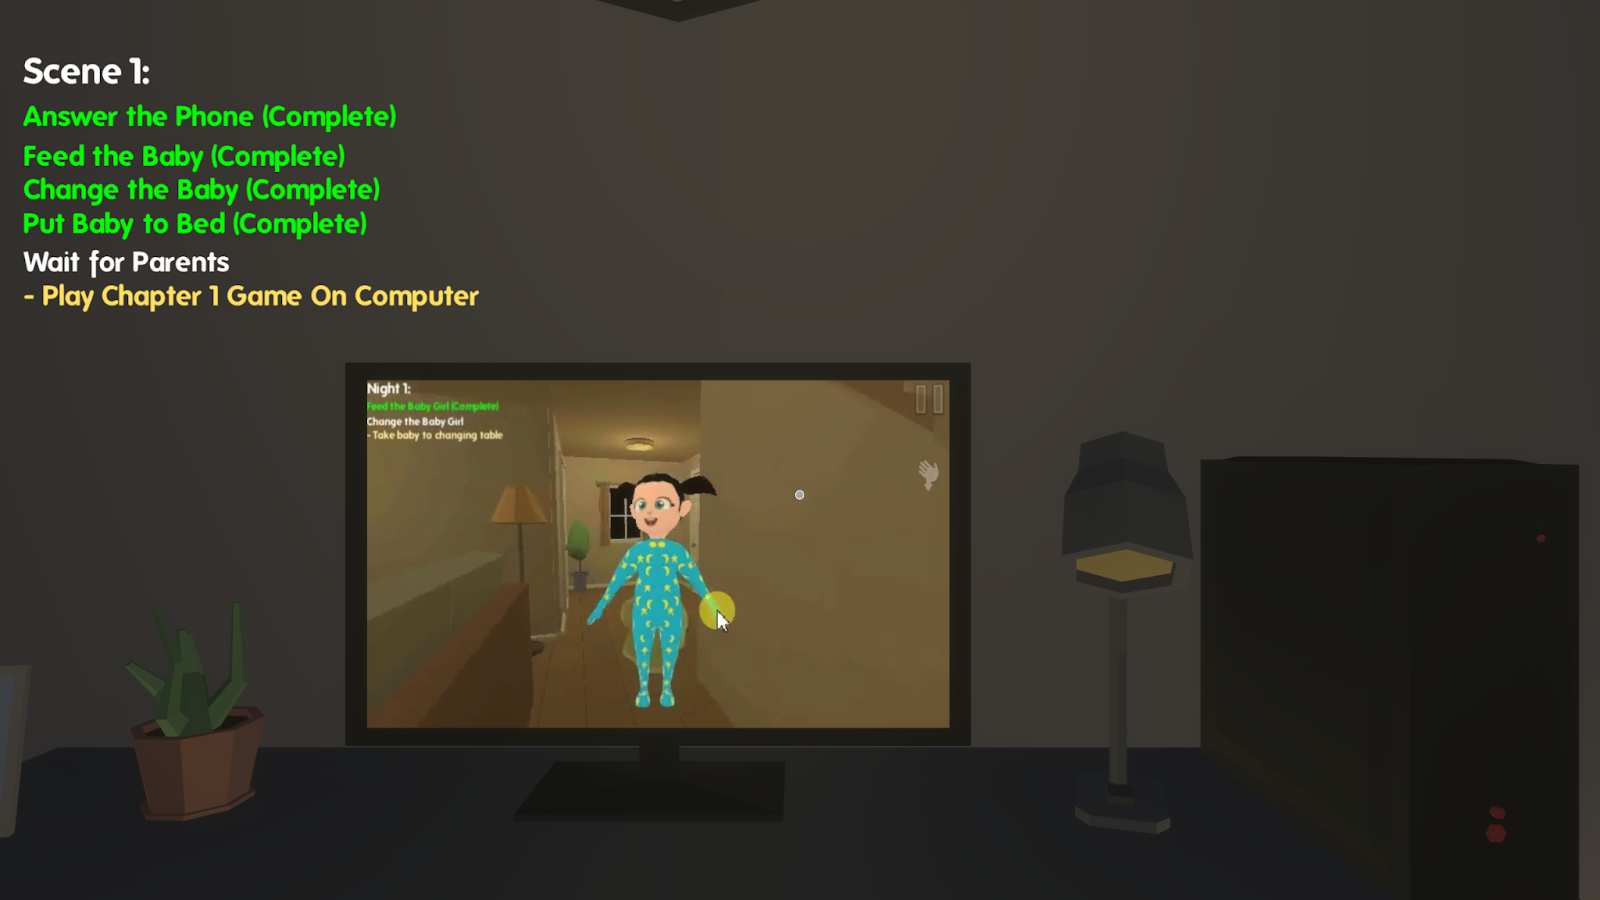 Scene 1:
Answer the Phone (Complete)
Feed the Baby (Complete)
Change the Baby (Complete)
Put Baby to Bed (Complete)
Wait for Parents
- Play Chapter 1 Game On Computer
Night 1:
Feed the Baby Girl (Complete)
Change the Baby Girl
- Take baby to changing table